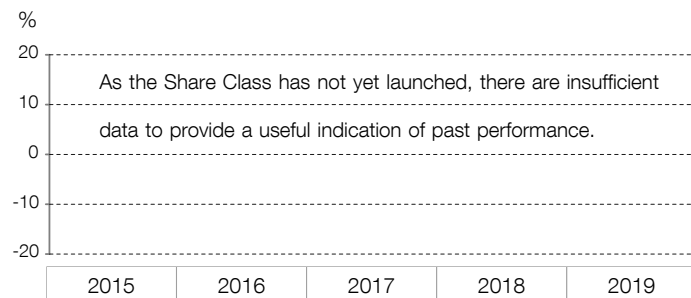 %
20
As the Share Class has not yet launched, there are insufficient
10
data to provide a useful indication of past performance.
0
-10
-20
2015 2016 2017 2018 2019